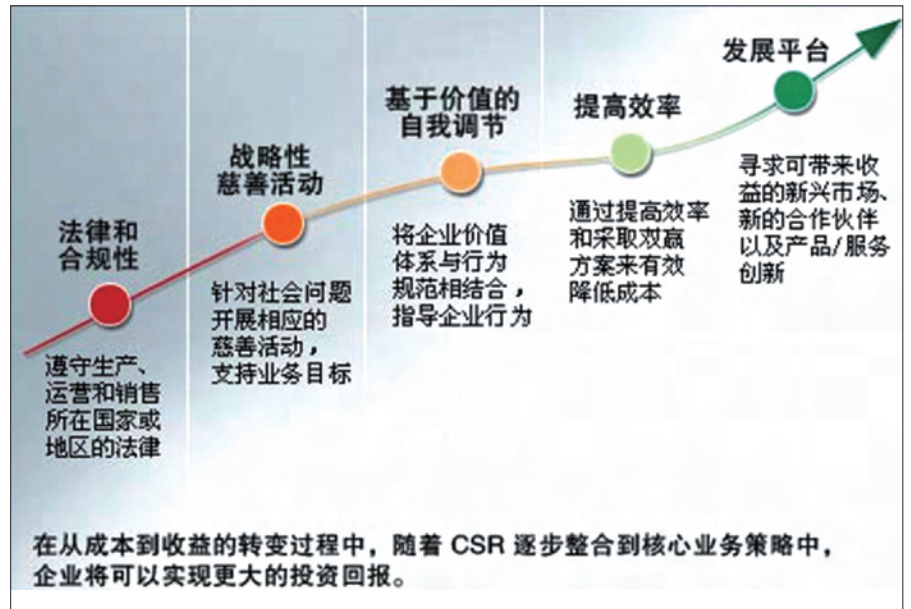 法律和
合规性
遵守生产、
运营和销售
所在国家或
地区的法律
战略性
慈善活动
针对社会问题
开展相应的
慈善活动，
支持业务目标
基于价值的
自我调节
将企业价值
体系与行为
规范相结合，
指导企业行为
提高效率
通过提高效率
和采取双赢
方案来有效
降低成本
发展平台
寻求可带来收
益的新兴市场、
新的合作伙伴
以及产品/服务
创新
在从成本到收益的转变过程中，随着 CSR 逐步整合到核心业务策略中，
企业将可以实现更大的投资回报。